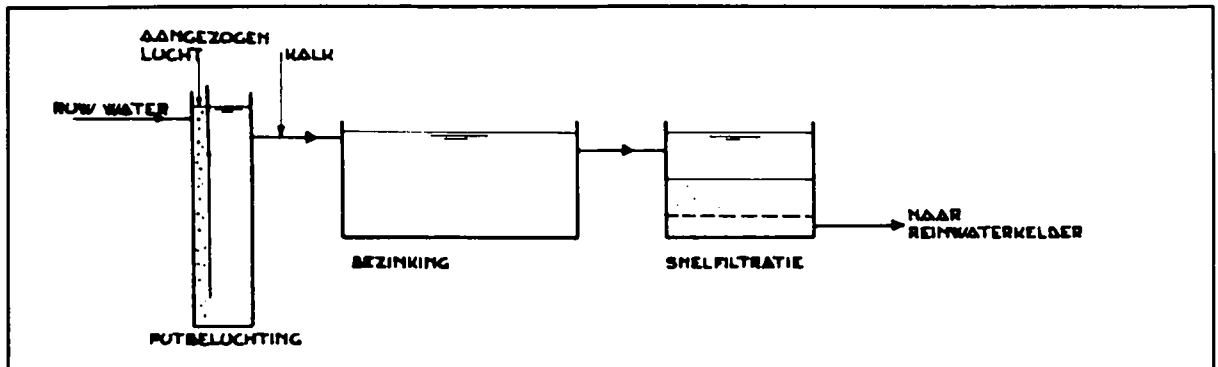 AANGEZOGEN
LUCHT
KALK
RUW WATER
NAAR
REINWATERKELDER
BEZINKING
SNELFILTRATIE
PUTBELUCHTING